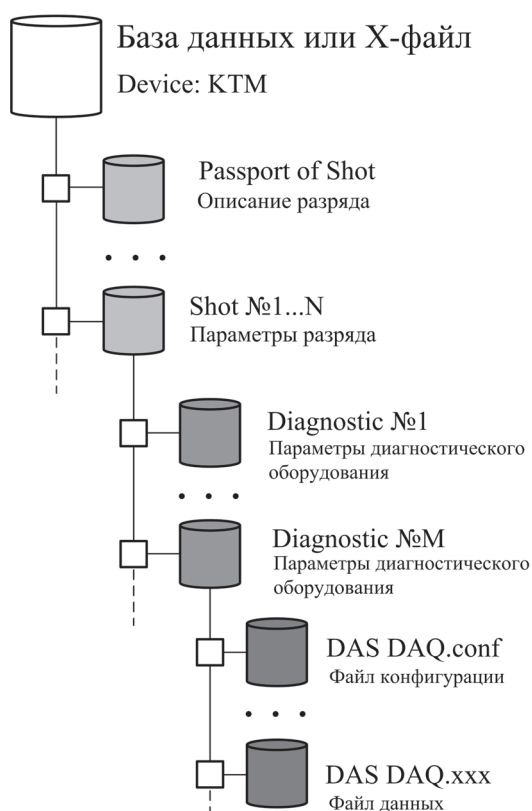 База данных или X-файл
Device: KTM
Passport of Shot
Описание разряда
Shot №1...N
Параметры разряда
Diagnostic №1
Параметры диагностического
оборудования
Diagnostic №M
Параметры диагностического
оборудования
DAS DAQ.conf
Файл конфигурации
DAS DAQ.xxx
Файл данных